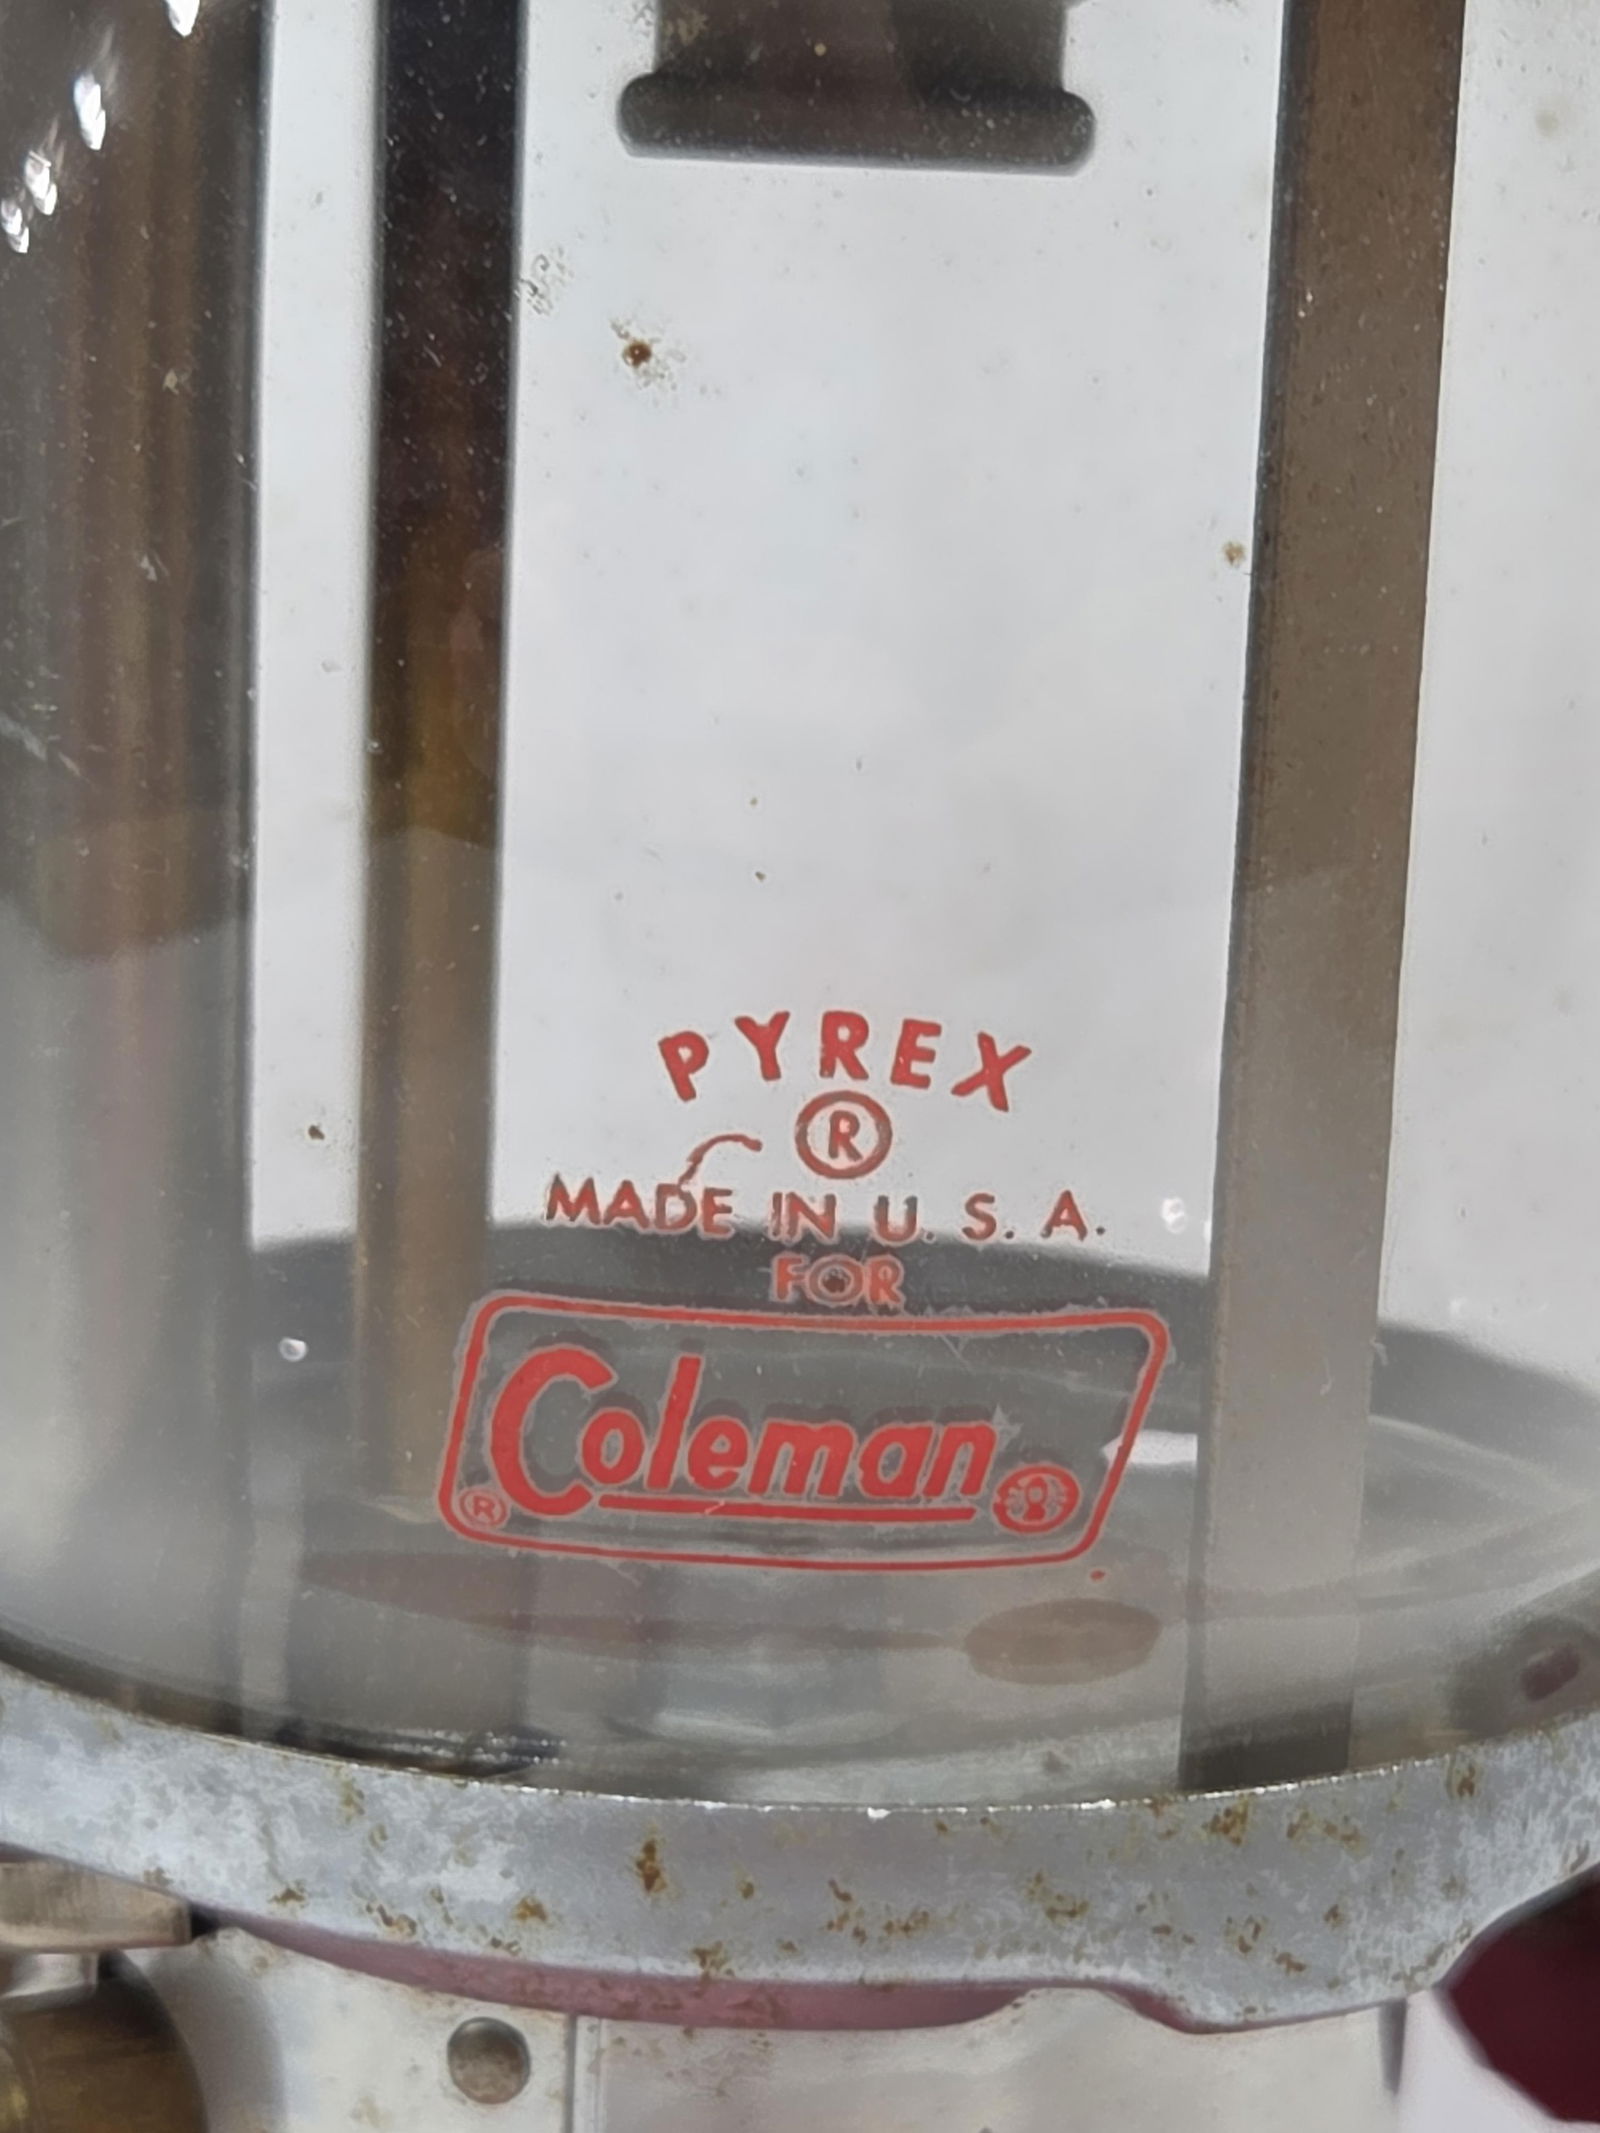 PYREX
®
MADE IN U. S. A.
FOR
Coleman
®